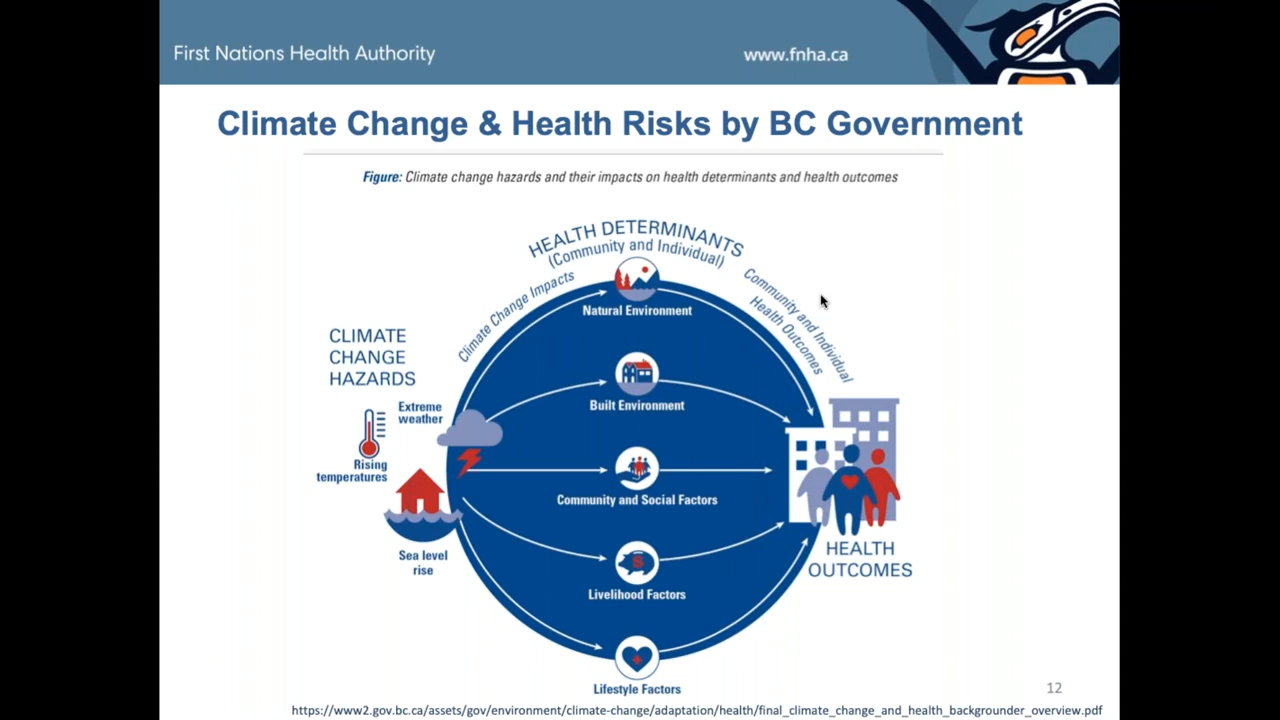 First Nations Health Authority
www.fnha.ca
Climate Change & Health Risks by BC Government
Figure: Climate change hazards and their impacts on health determinants and health outcomes
HEALTH DETERMINANTS
(Community and Individual)
Climate Change Impacts
Community and Individual
Health Outcomes
Natural Environment
CLIMATE
CHANGE
HAZARDS
Extreme
weather
Rising
temperatures
Sea level
rise
Built Environment
Community and Social Factors
$
Livelihood Factors
Lifestyle Factors
HEALTH
OUTCOMES
12
https://www2.gov.bc.ca/assets/gov/environment/climate-change/adaptation/health/final_climate_change_and_health_backgrounder_overview.pdf